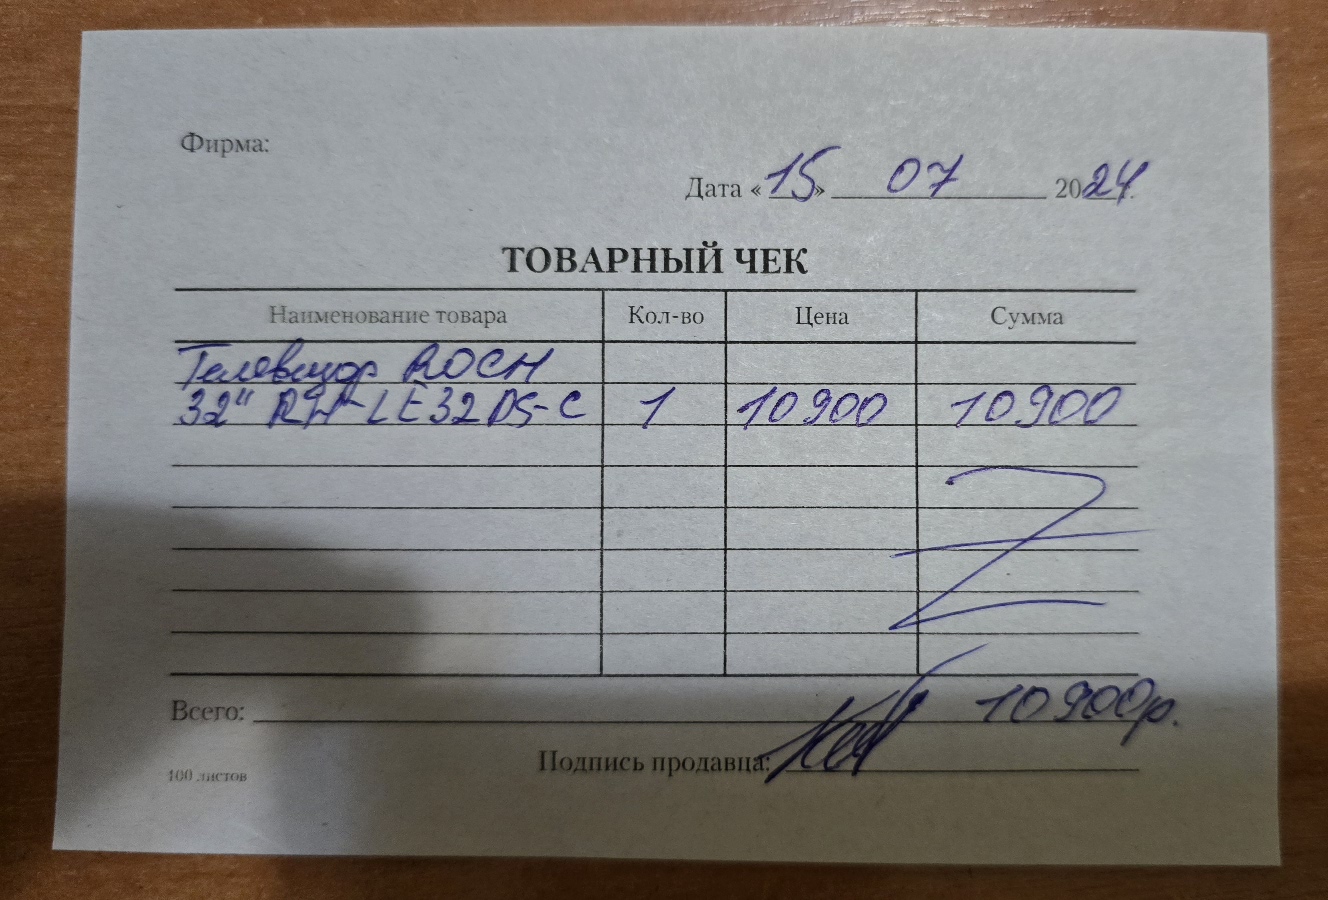 Фирма:
Дата «15» 07 2024.
ТОВАРНЫЙ ЧЕК
Наименование товара Кол-во Цена Сумма
Телевизор ROCH
32" RH-LE32DS-C 1 10900 10900
Всего: 10900р.
Подпись продавца:
100 листов